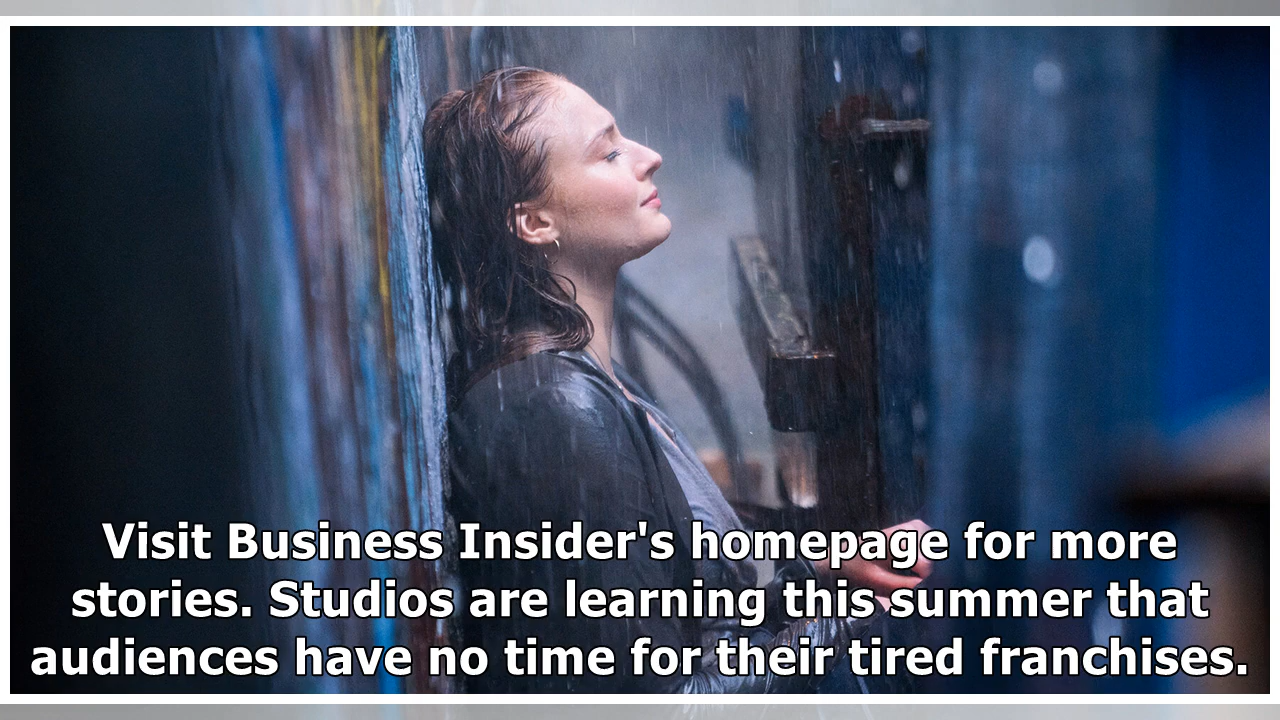 Visit Business Insider's homepage for more
stories. Studios are learning this summer that
audiences have no time for their tired franchises.